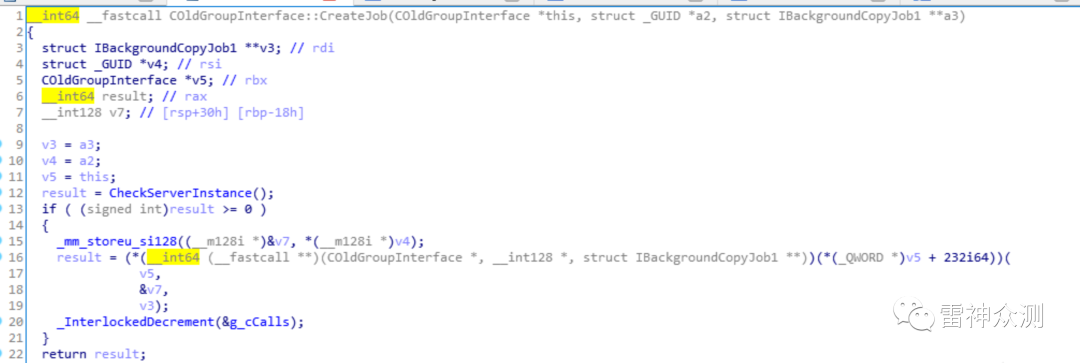 1 __int64 __fastcall COldGroupInterface::CreateJob(COldGroupInterface *this, struct _GUID *a2, struct IBackgroundCopyJob1 **a3)
2 {
3 struct IBackgroundCopyJob1 **v3; // rdi
4 struct _GUID *v4; // rsi
5 COldGroupInterface *v5; // rbx
6 __int64 result; // rax
7 __int128 v7; // [rsp+30h] [rbp-18h]
8
9 v3 = a3;
10 v4 = a2;
11 v5 = this;
12 result = CheckServerInstance();
13 if ( (signed int)result >= 0 )
14 {
15 _mm_storeu_si128((__m128i *)&v7, *(__m128i *)v4);
16 result = (*(__int64 (__fastcall **)(COldGroupInterface *, __int128 *, struct IBackgroundCopyJob1 **))(*(_QWORD *)v5 + 232i64))(
17 v5,
18 &v7,
19 v3);
20 _InterlockedDecrement(&g_cCalls);
21 }
22 return result;
雷神众测